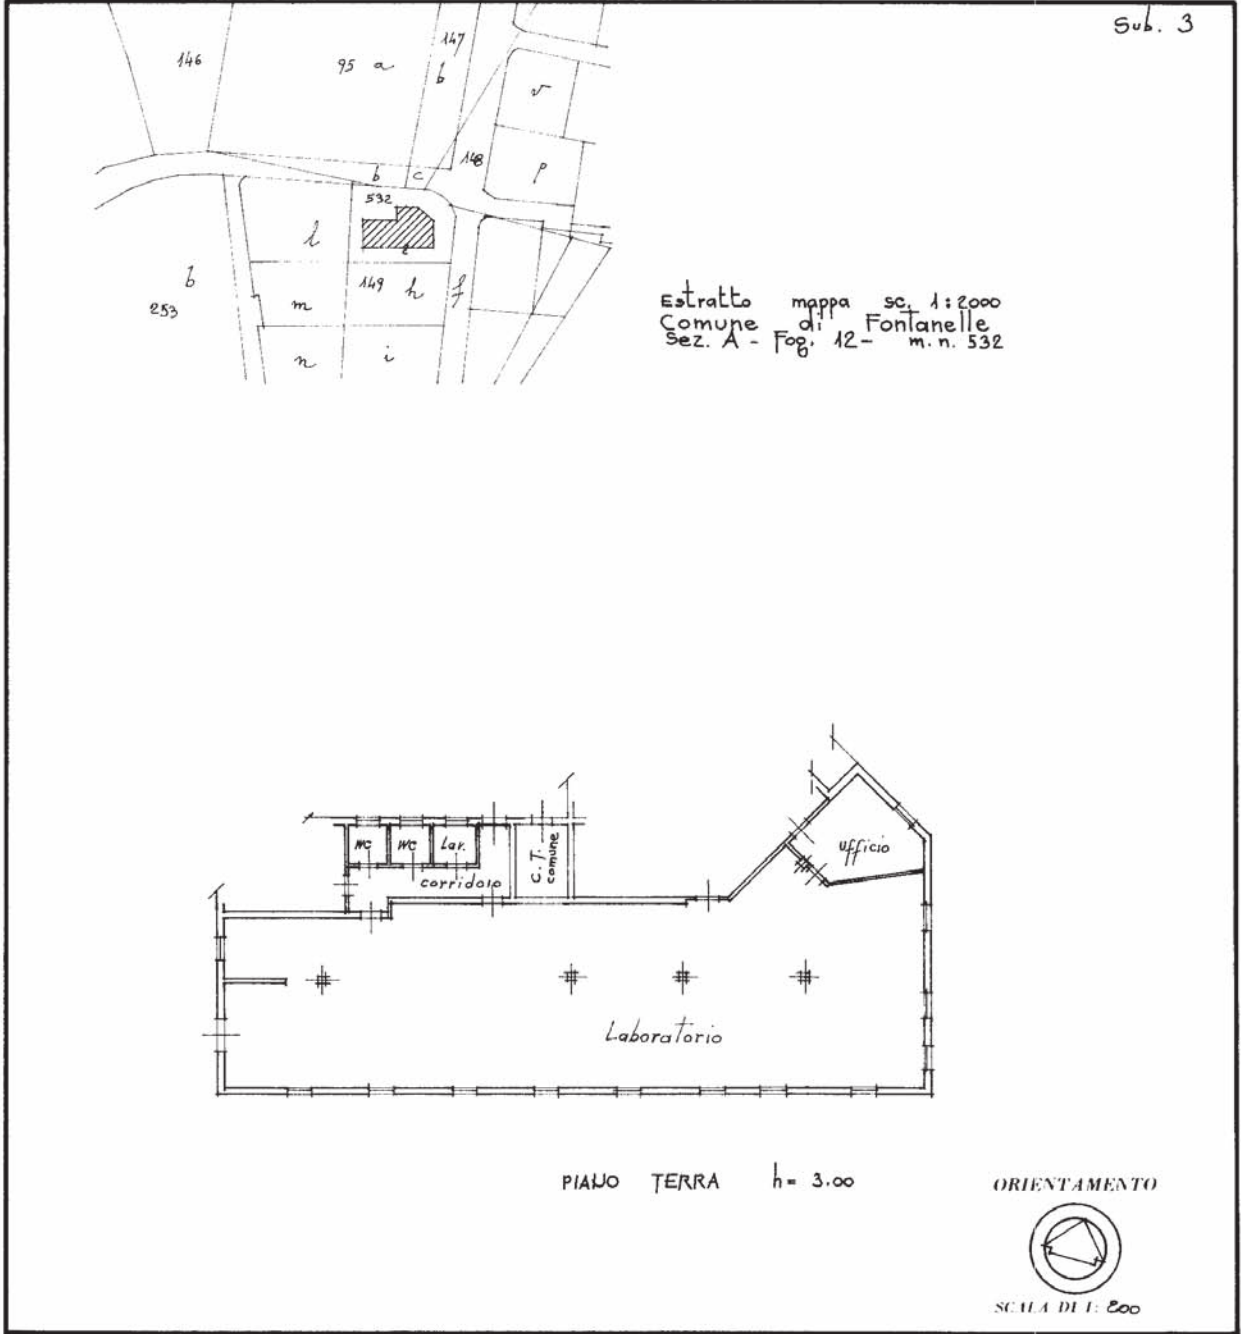 Sub. 3
147
146
95 a
b
v
148
p
b
c
532
l
b
149 h
f
m
253
n
i
Estratto mappa sc. 1:2000
Comune di Fontanelle
Sez. A - Fog. 12 - m.n. 532
WC
WC
Lav.
C.T. comune
ufficio
corridoio
Laboratorio
PIANO TERRA h= 3.00
ORIENTAMENTO
SCALA DI 1: 200